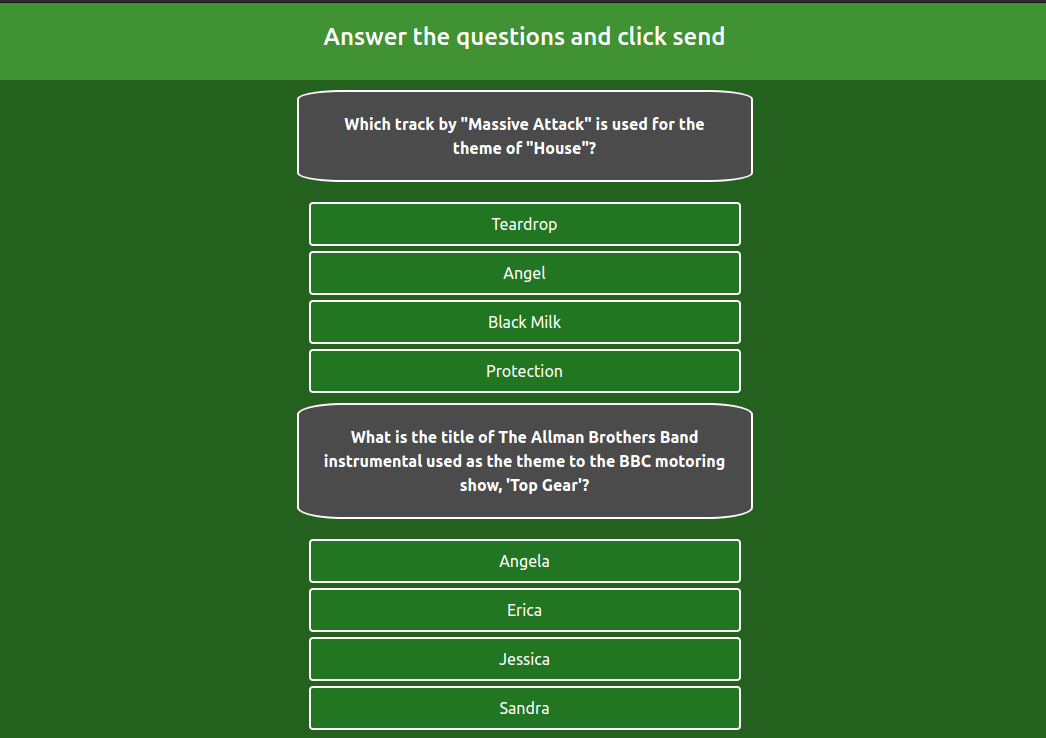 Answer the questions and click send
Which track by "Massive Attack" is used for the
theme of "House"?
Teardrop
Angel
Black Milk
Protection
What is the title of The Allman Brothers Band
instrumental used as the theme to the BBC motoring
show, 'Top Gear'?
Angela
Erica
Jessica
Sandra